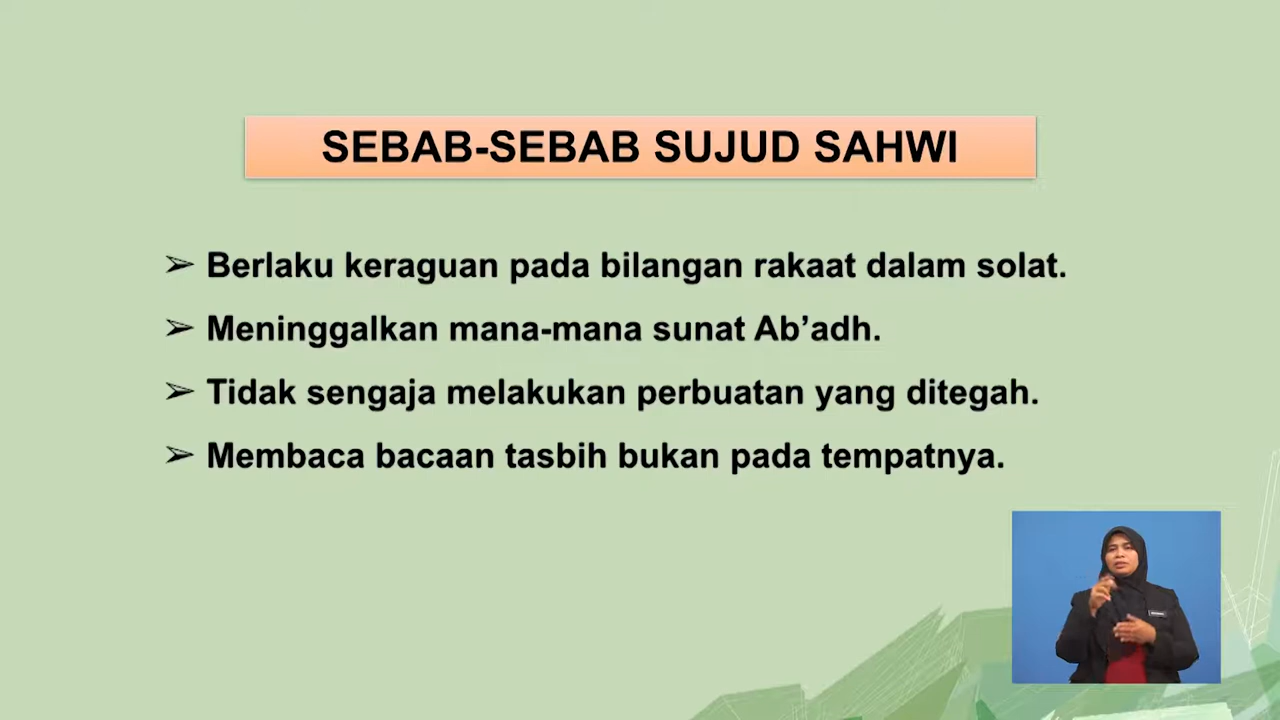 SEBAB-SEBAB SUJUD SAHWI
➢ Berlaku keraguan pada bilangan rakaat dalam solat.
➢ Meninggalkan mana-mana sunat Ab’adh.
➢ Tidak sengaja melakukan perbuatan yang ditegah.
➢ Membaca bacaan tasbih bukan pada tempatnya.